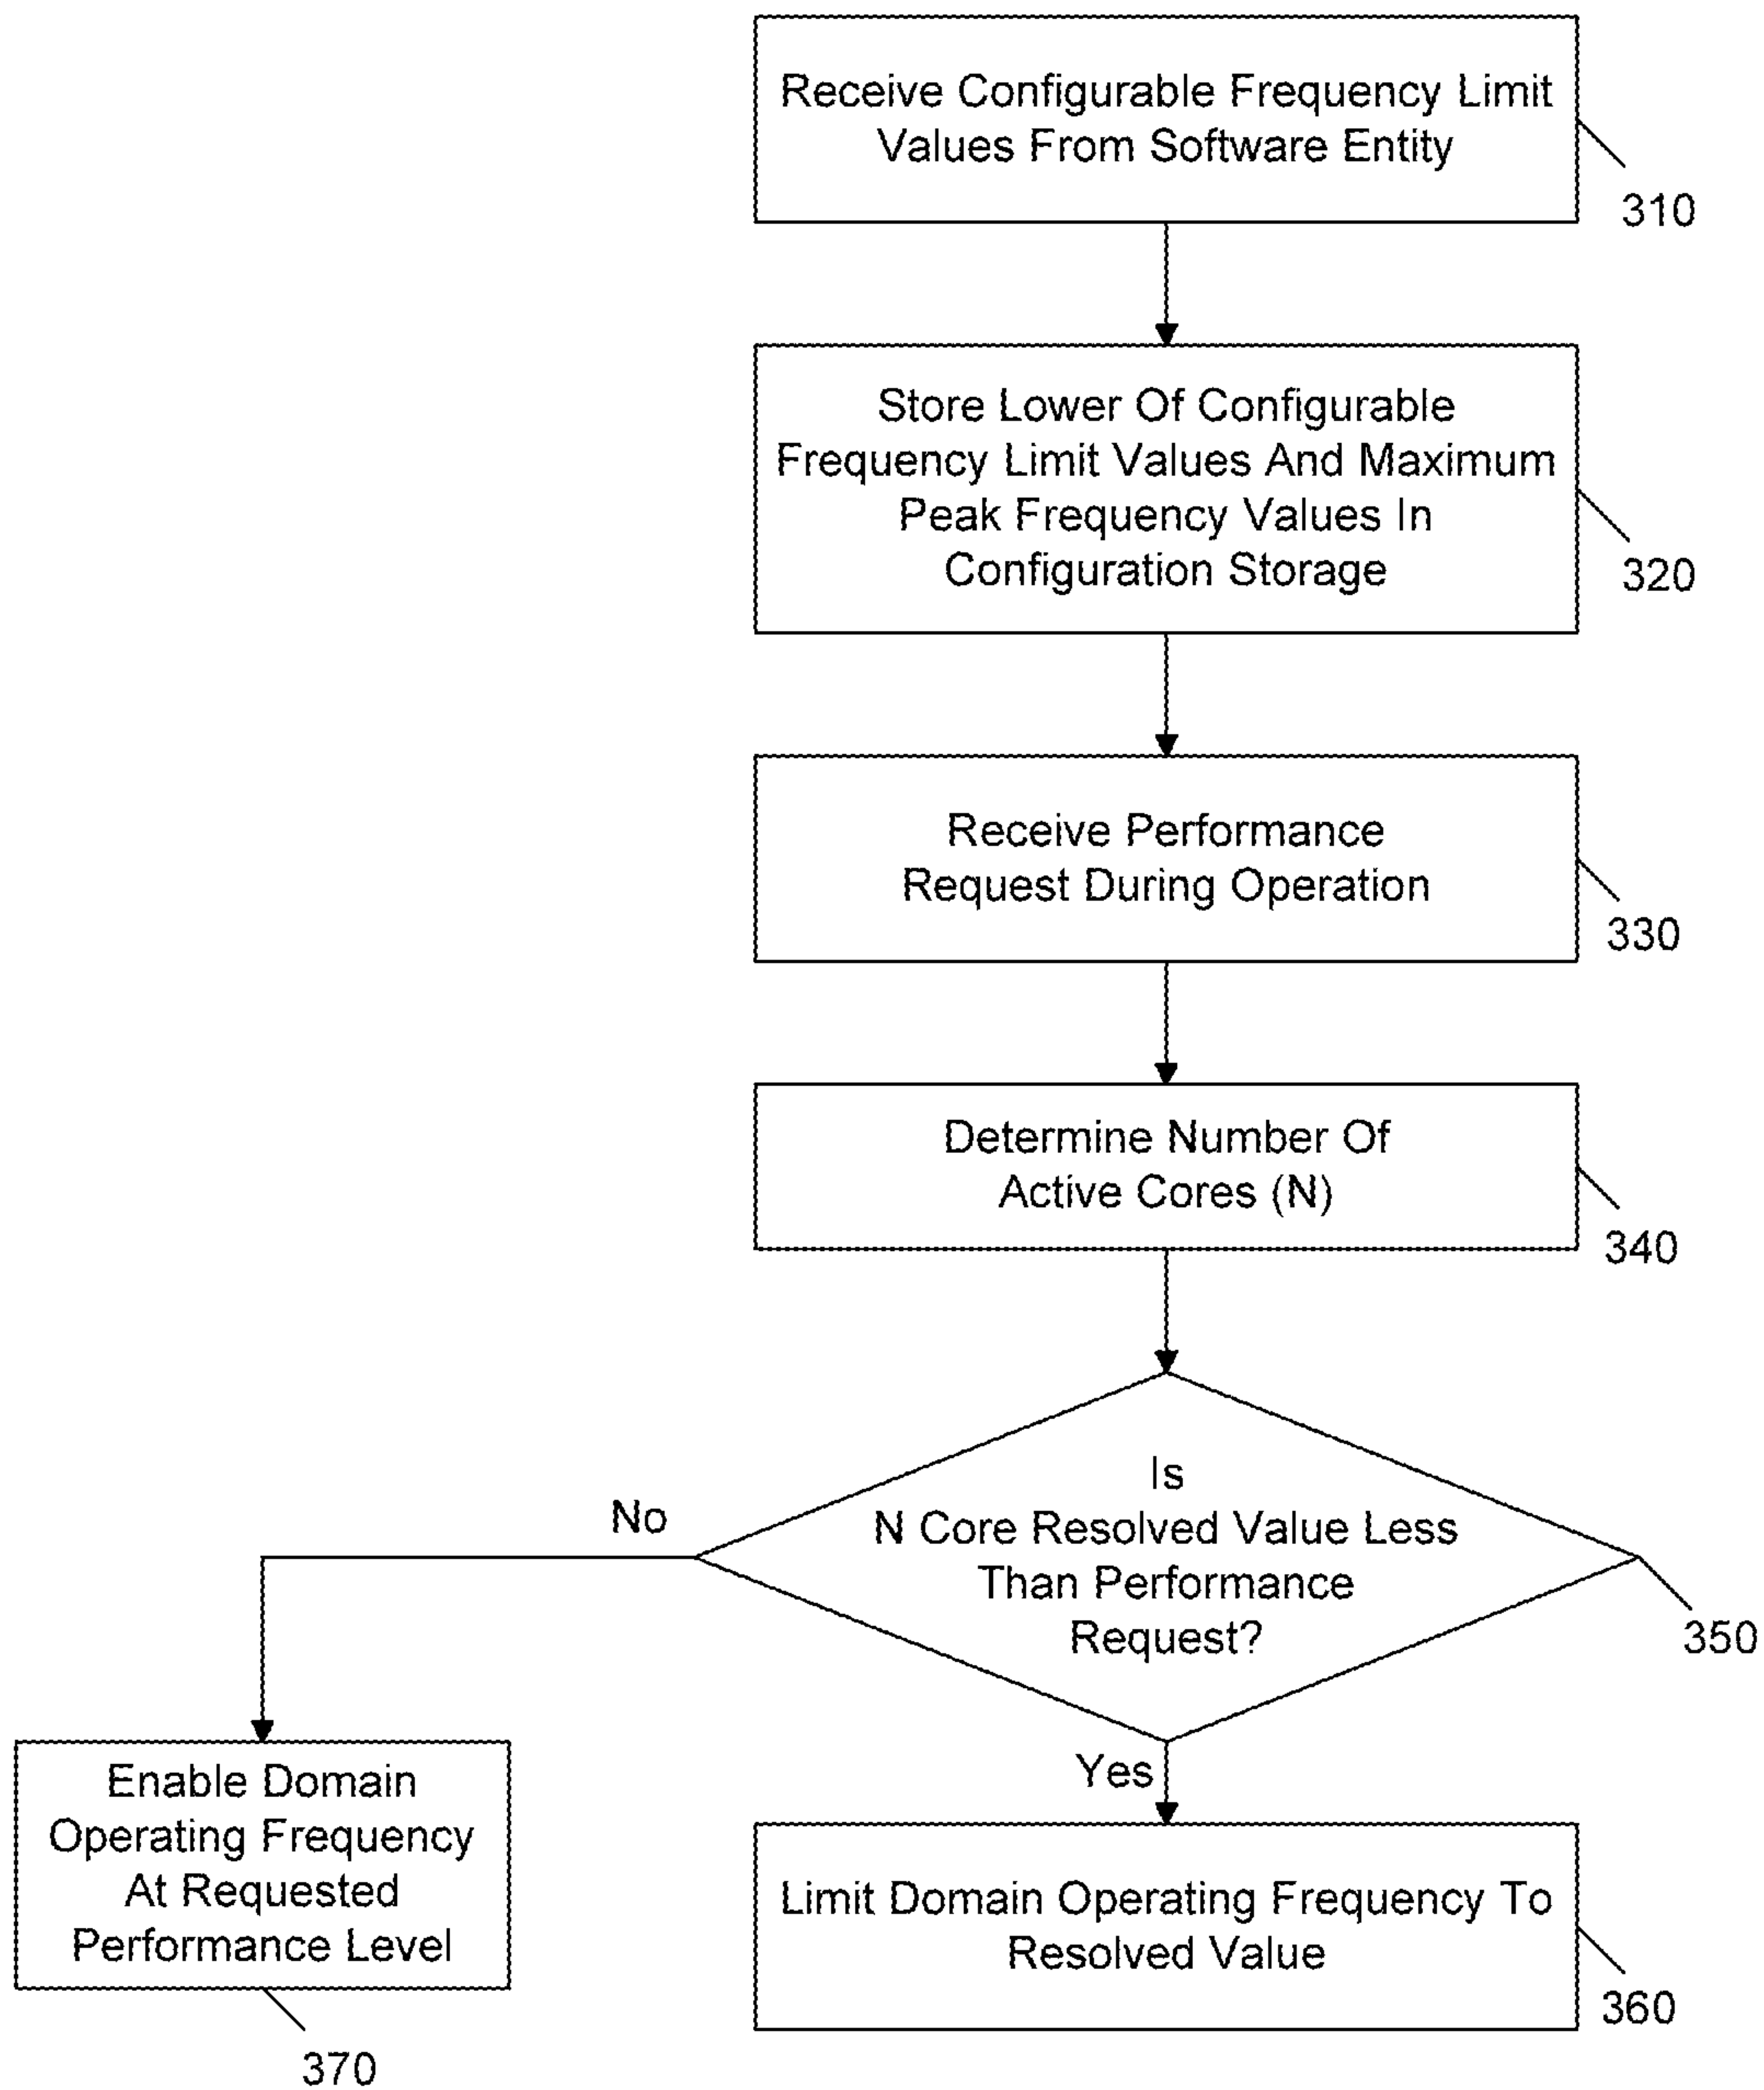 Receive Configurable Frequency Limit
Values From Software Entity
310
Store Lower Of Configurable
Frequency Limit Values And Maximum
Peak Frequency Values In
Configuration Storage
320
Receive Performance
Request During Operation
330
Determine Number Of
Active Cores (N)
340
Is
N Core Resolved Value Less
Than Performance
Request?
350
No
Yes
Enable Domain
Operating Frequency
At Requested
Performance Level
370
Limit Domain Operating Frequency To
Resolved Value
360